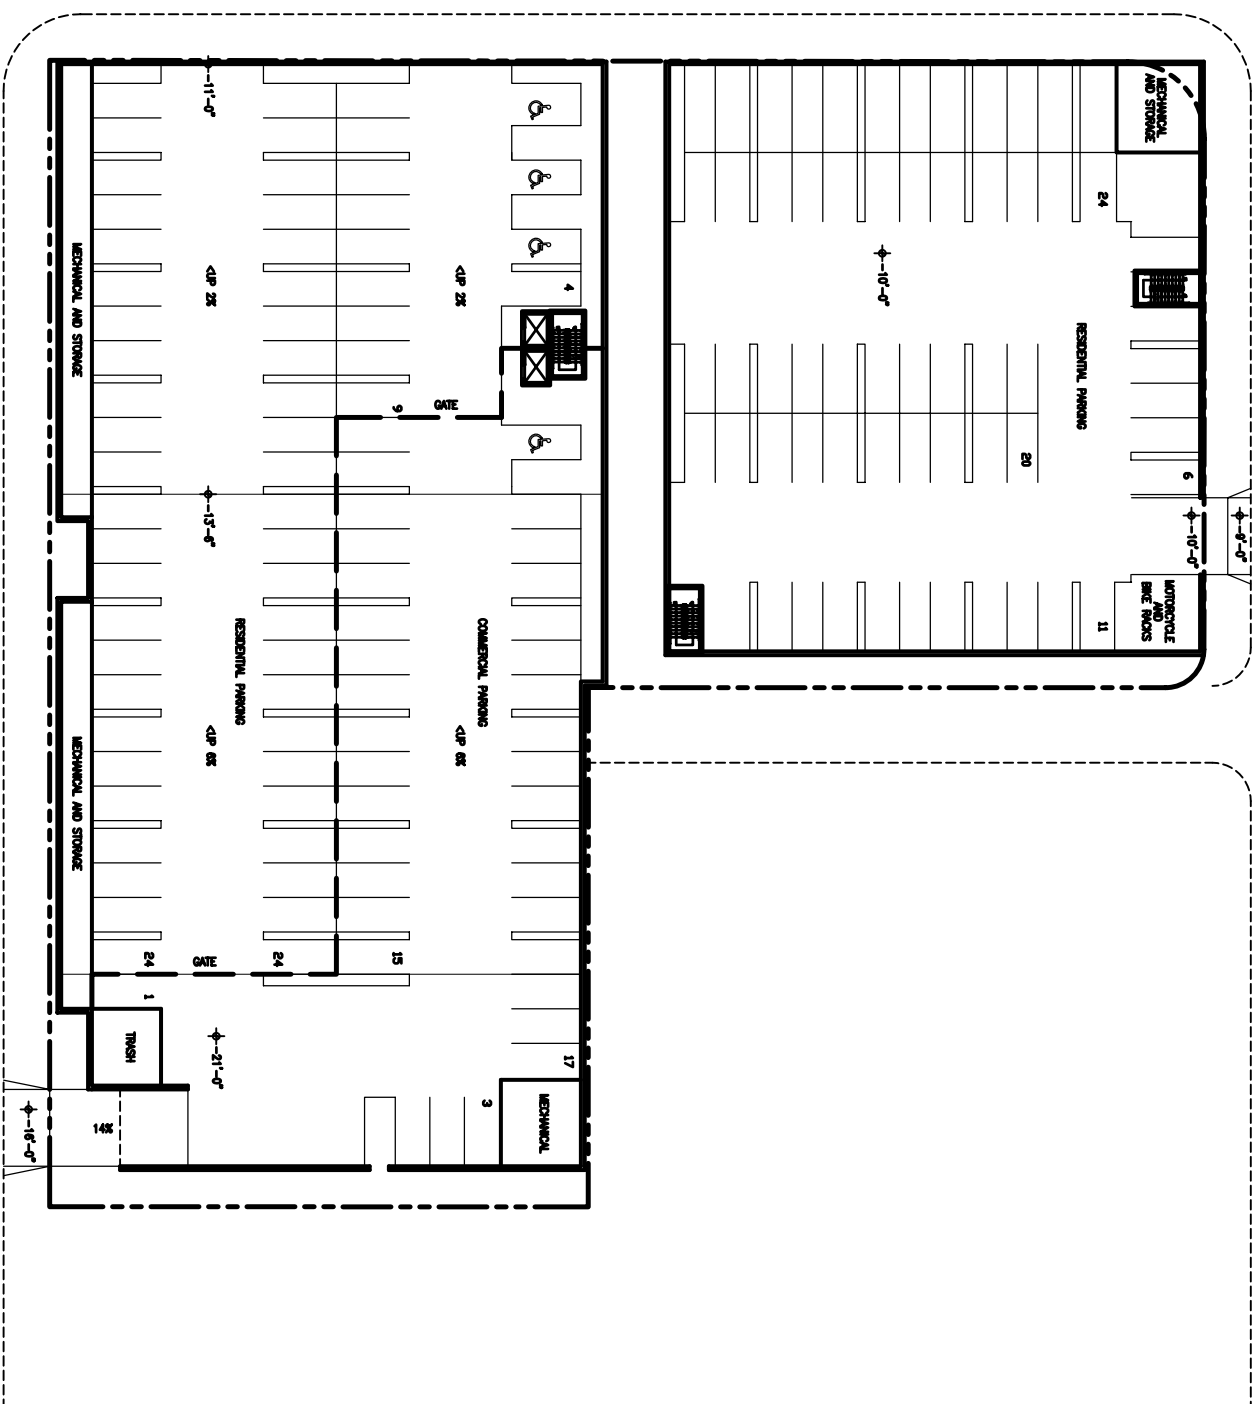 -11'-0"
MECHANICAL
AND STORAGE
24
-10'-0"
MECHANICAL AND STORAGE
<UP 2%
<UP 2%
4
RESIDENTIAL PARKING
9
GATE
20
6
-13'-6"
-10'-0"
-9'-0"
MOTORCYCLE
AND
BIKE RACKS
11
RESIDENTIAL PARKING
COMMERCIAL PARKING
<UP 6%
<UP 6%
MECHANICAL AND STORAGE
24
GATE
24
15
1
TRASH
-21'-0"
17
3
MECHANICAL
14%
-16'-0"